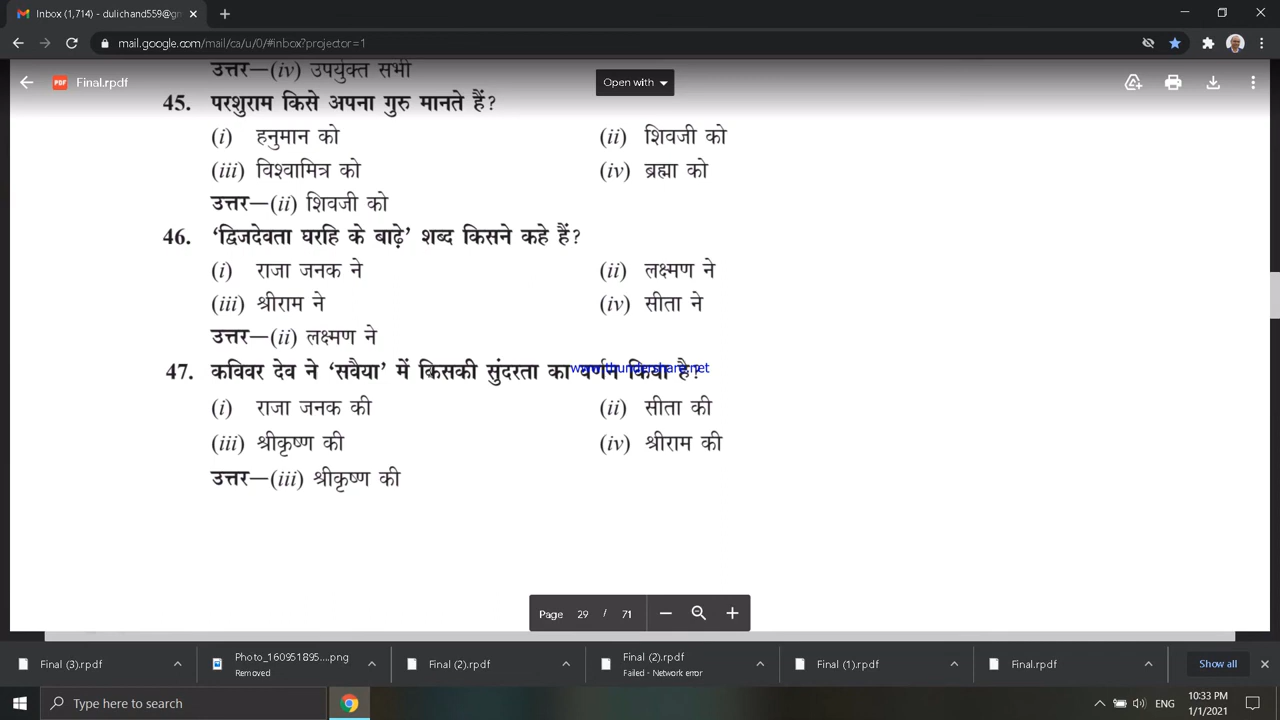 Inbox (1,714) - dulichand559@gm
mail.google.com/mail/ca/u/0/#inbox?projector=1
उत्तर—(iv) उपर्युक्त सभी
PDF Final.rpdf
Open with
45. परशुराम किसे अपना गुरु मानते हैं?
(i) हनुमान को (ii) शिवजी को
(iii) विश्वामित्र को (iv) ब्रह्मा को
उत्तर—(ii) शिवजी को
46. ‘द्विजदेवता घरहि के बाढ़े’ शब्द किसने कहे हैं?
(i) राजा जनक ने (ii) लक्ष्मण ने
(iii) श्रीराम ने (iv) सीता ने
उत्तर—(ii) लक्ष्मण ने
47. कविवर देव ने ‘सवैया’ में किसकी सुंदरता का वर्णन किया है?
www.thundershare.net
(i) राजा जनक की (ii) सीता की
(iii) श्रीकृष्ण की (iv) श्रीराम की
उत्तर—(iii) श्रीकृष्ण की
Page 29 / 71
Final (3).rpdf
Photo_160951895....png
Removed
Final (2).rpdf
Final (2).rpdf
Failed - Network error
Final (1).rpdf
Final.rpdf
Show all
Type here to search
ENG
10:33 PM
1/1/2021